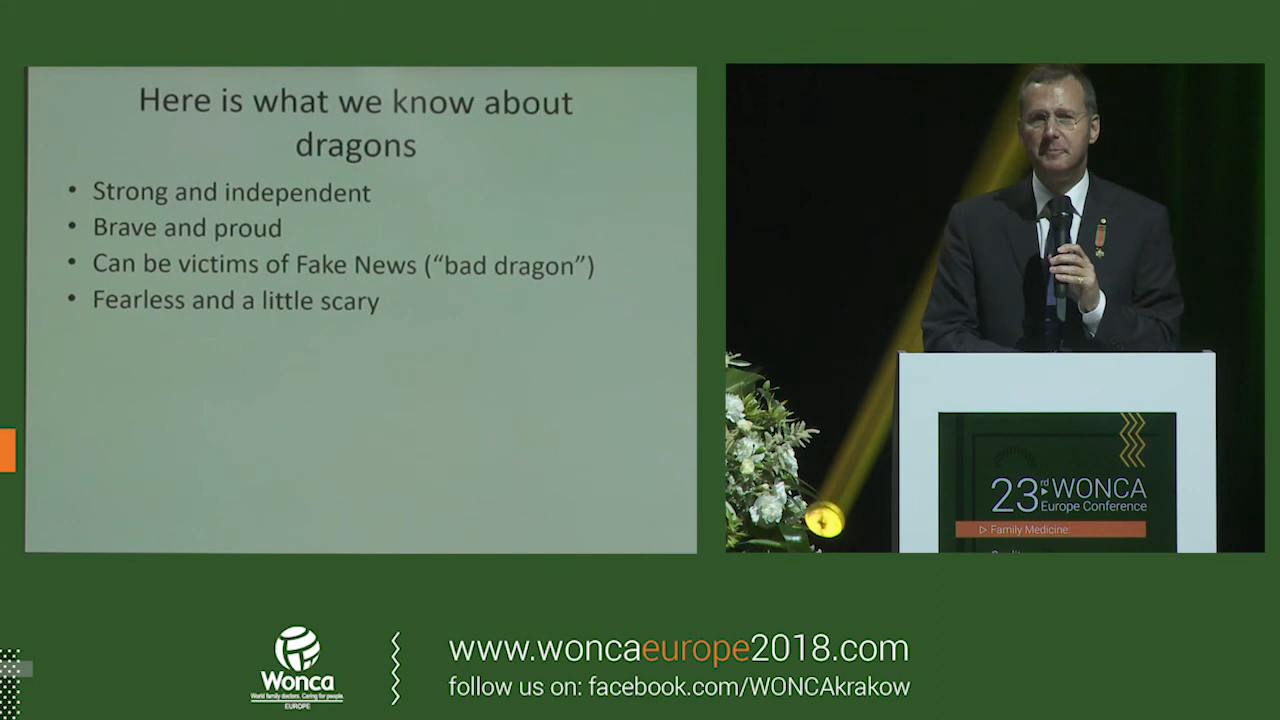 Here is what we know about
dragons
• Strong and independent
• Brave and proud
• Can be victims of Fake News (“bad dragon”)
• Fearless and a little scary
23rd WONCA
Europe Conference
Family Medicine:
Wonca
World family doctors. Caring for people.
EUROPE
www.woncaeurope2018.com
follow us on: facebook.com/WONCAkrakow